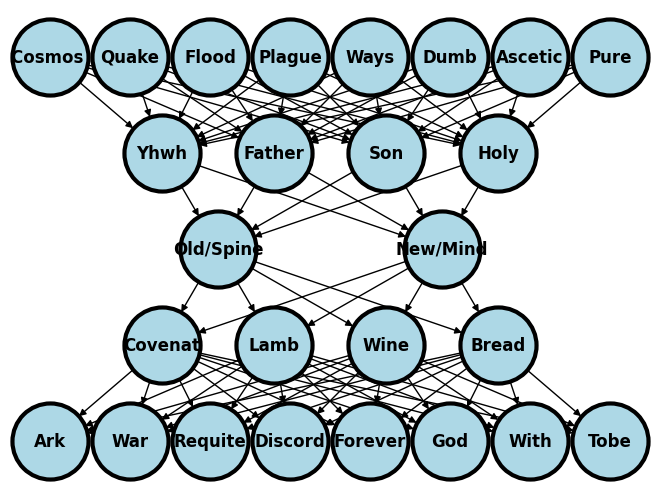 Cosmos Quake Flood Plague Ways Dumb Ascetic Pure
Yhwh Father Son Holy
Old/Spine New/Mind
Covenat Lamb Wine Bread
Ark War Requite Discord Forever God With Tobe